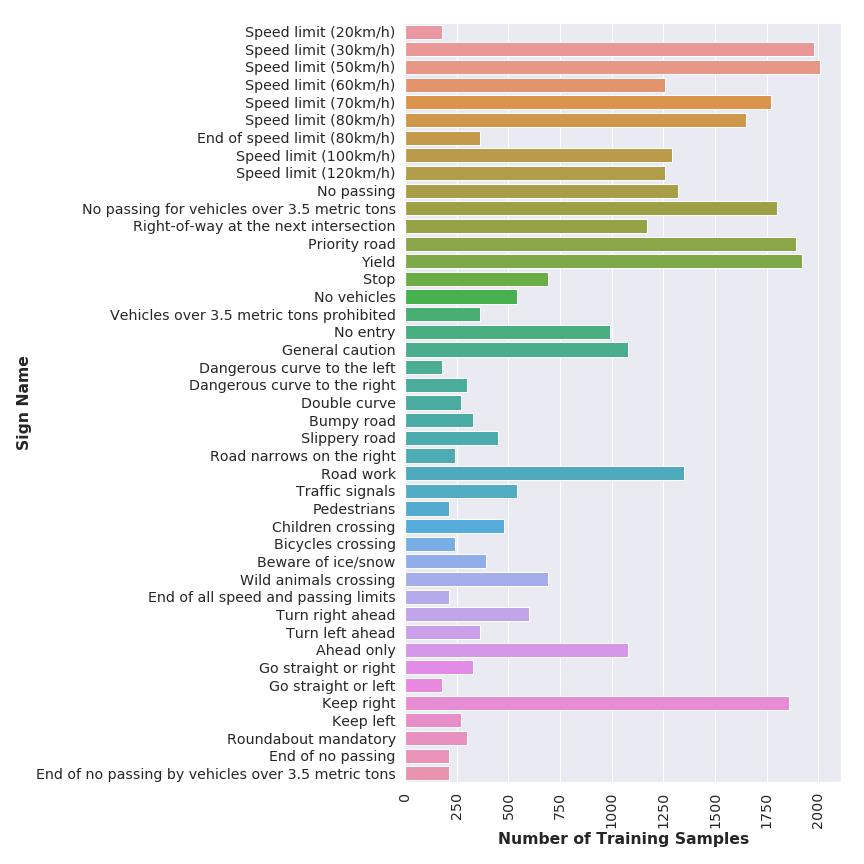 Speed limit (20km/h)
Speed limit (30km/h)
Speed limit (50km/h)
Speed limit (60km/h)
Speed limit (70km/h)
Speed limit (80km/h)
End of speed limit (80km/h)
Speed limit (100km/h)
Speed limit (120km/h)
No passing
No passing for vehicles over 3.5 metric tons
Right-of-way at the next intersection
Priority road
Yield
Stop
No vehicles
Vehicles over 3.5 metric tons prohibited
No entry
General caution
Dangerous curve to the left
Dangerous curve to the right
Double curve
Bumpy road
Slippery road
Road narrows on the right
Road work
Traffic signals
Pedestrians
Children crossing
Bicycles crossing
Beware of ice/snow
Wild animals crossing
End of all speed and passing limits
Turn right ahead
Turn left ahead
Ahead only
Go straight or right
Go straight or left
Keep right
Keep left
Roundabout mandatory
End of no passing
End of no passing by vehicles over 3.5 metric tons
Sign Name
0
250
500
750
1000
1250
1500
1750
2000
Number of Training Samples